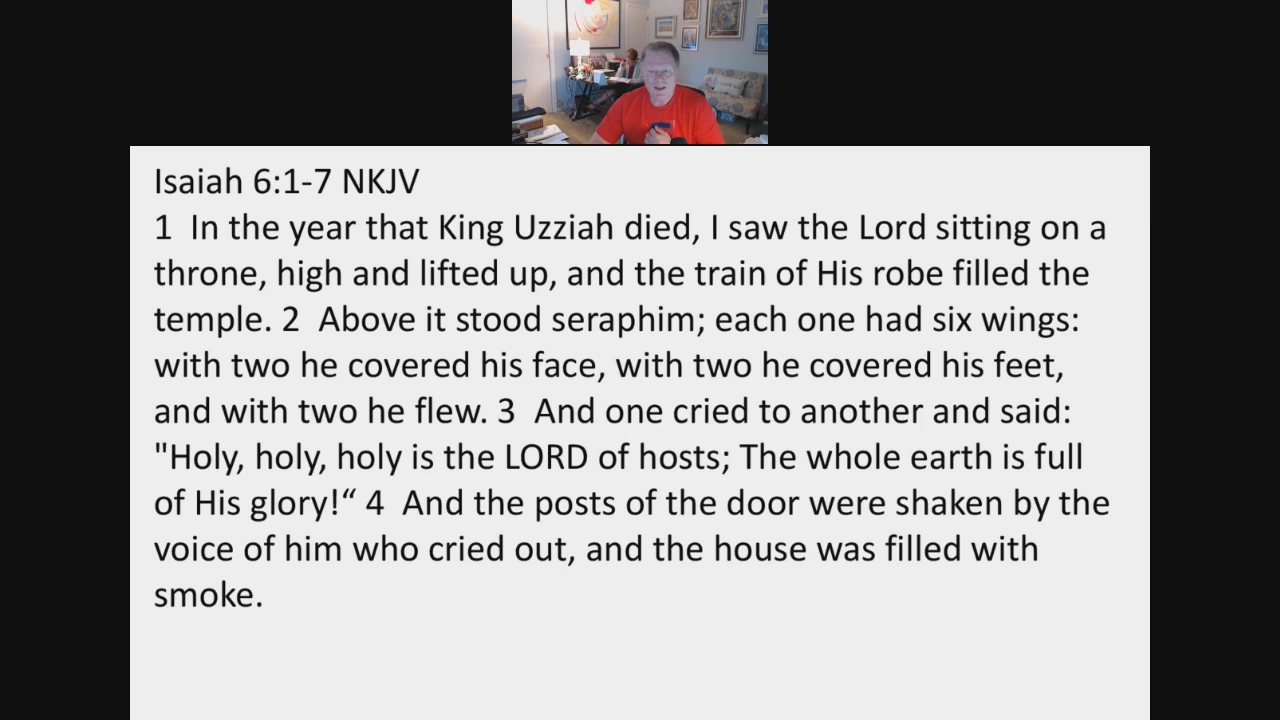 Isaiah 6:1-7 NKJV
1  In the year that King Uzziah died, I saw the Lord sitting on a
throne, high and lifted up, and the train of His robe filled the
temple. 2  Above it stood seraphim; each one had six wings:
with two he covered his face, with two he covered his feet,
and with two he flew. 3  And one cried to another and said:
"Holy, holy, holy is the LORD of hosts; The whole earth is full
of His glory!“ 4  And the posts of the door were shaken by the
voice of him who cried out, and the house was filled with
smoke.